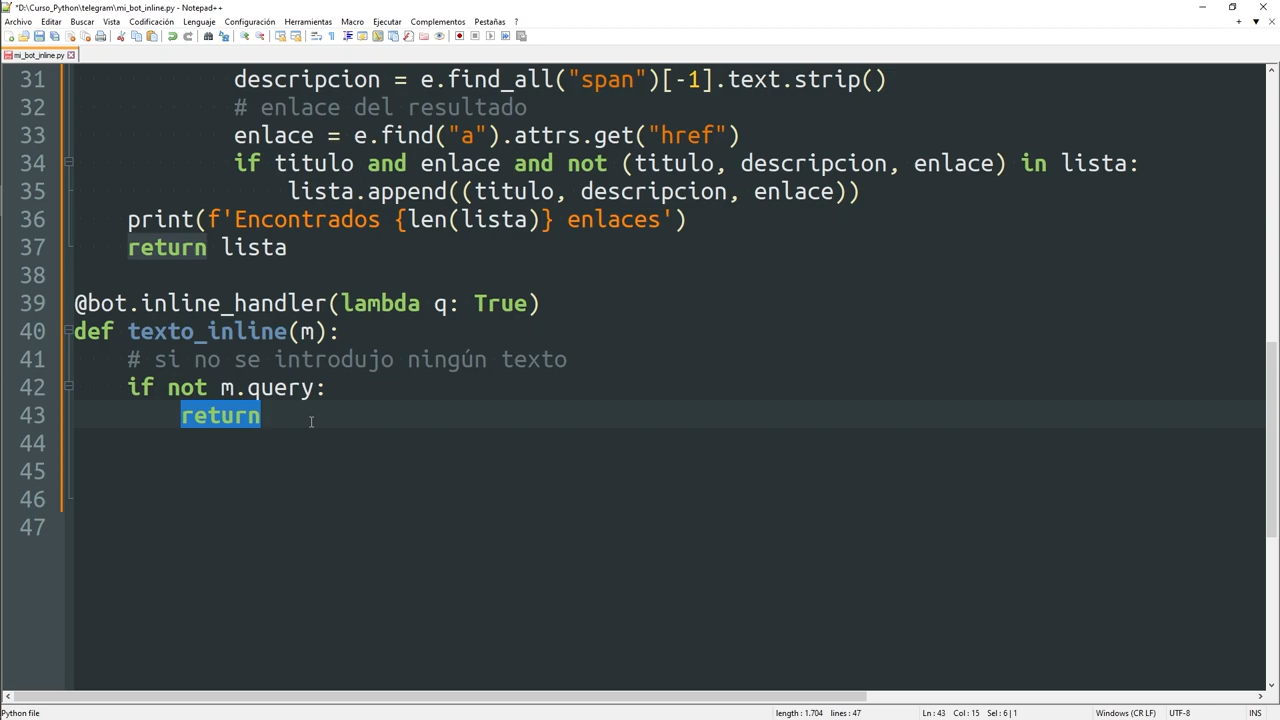 *D:\Curso_Python\telegram\mi_bot_inline.py - Notepad++
Archivo Editar Buscar Vista Codificación Lenguaje Configuración Herramientas Macro Ejecutar Complementos Pestañas ?
mi_bot_inline.py
31 descripcion = e.find_all("span")[-1].text.strip()
32 # enlace del resultado
33 enlace = e.find("a").attrs.get("href")
34 if titulo and enlace and not (titulo, descripcion, enlace) in lista:
35 lista.append((titulo, descripcion, enlace))
36 print(f'Encontrados {len(lista)} enlaces')
37 return lista
38
39 @bot.inline_handler(lambda q: True)
40 def texto_inline(m):
41 # si no se introdujo ningún texto
42 if not m.query:
43 return
44
45
46
47
Python file length : 1.704 lines : 47 Ln : 43 Col : 15 Sel : 6 | 1 Windows (CR LF) UTF-8 INS